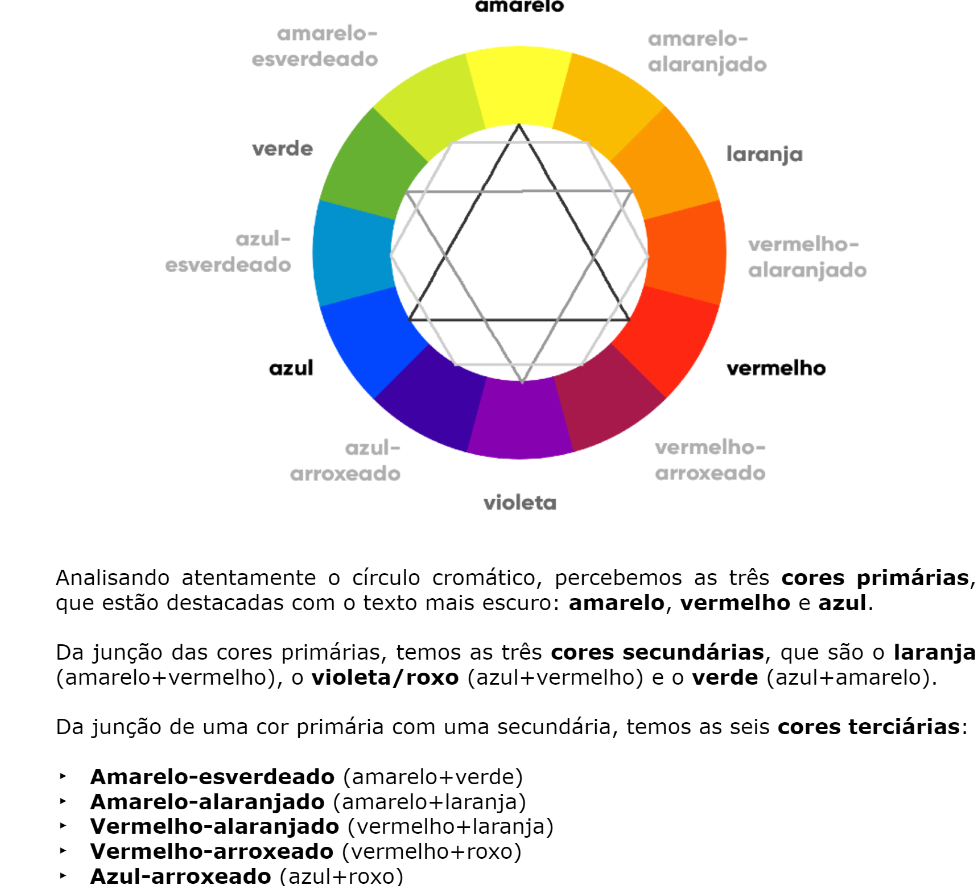 amarelo
amarelo-
esverdeado
amarelo-
alaranjado
verde
laranja
azul-
esverdeado
vermelho-
alaranjado
azul
vermelho
azul-
arroxeado
vermelho-
arroxeado
violeta
Analisando atentamente o círculo cromático, percebemos as três cores primárias,
que estão destacadas com o texto mais escuro: amarelo, vermelho e azul.
Da junção das cores primárias, temos as três cores secundárias, que são o laranja
(amarelo+vermelho), o violeta/roxo (azul+vermelho) e o verde (azul+amarelo).
Da junção de uma cor primária com uma secundária, temos as seis cores terciárias:
‣ Amarelo-esverdeado (amarelo+verde)
‣ Amarelo-alaranjado (amarelo+laranja)
‣ Vermelho-alaranjado (vermelho+laranja)
‣ Vermelho-arroxeado (vermelho+roxo)
‣ Azul-arroxeado (azul+roxo)